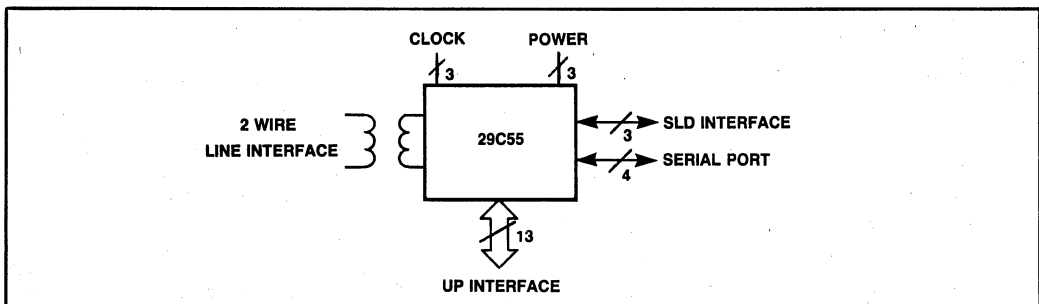 CLOCK
POWER
3
3
2 WIRE
LINE INTERFACE
29C55
3
SLD INTERFACE
4
SERIAL PORT
13
UP INTERFACE